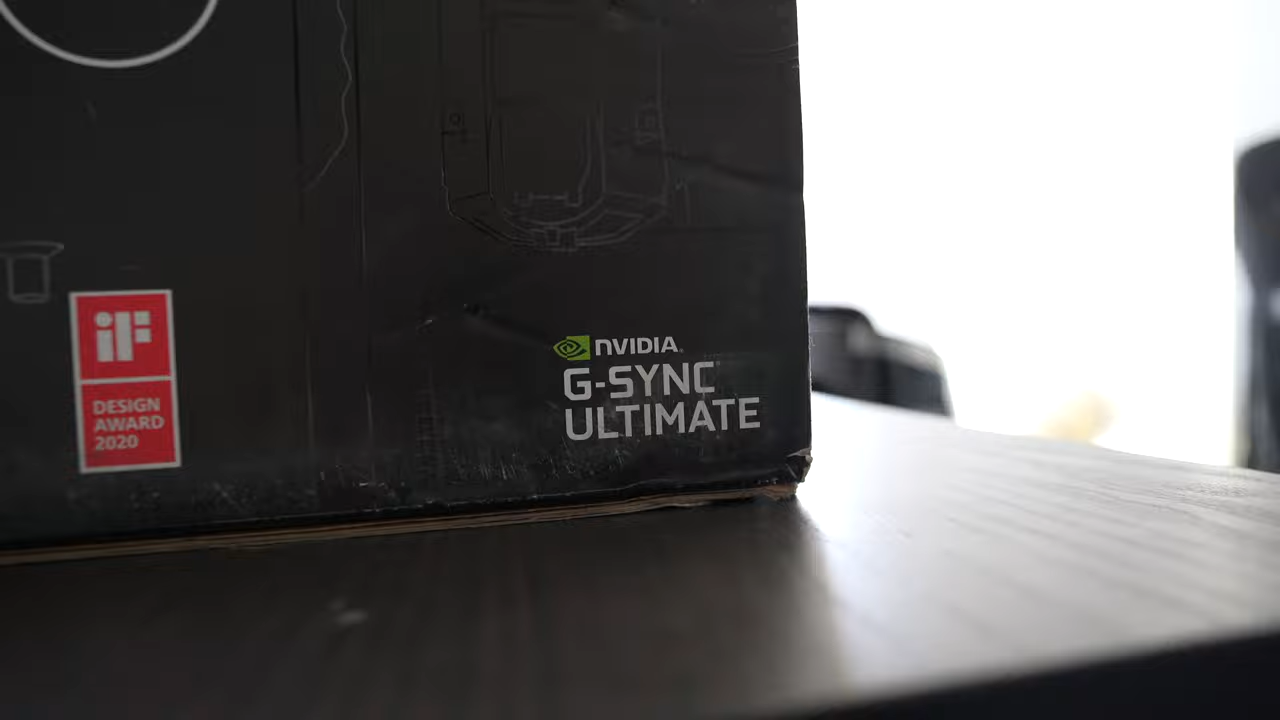 iF
DESIGN
AWARD
2020
NVIDIA.
G-SYNC
ULTIMATE